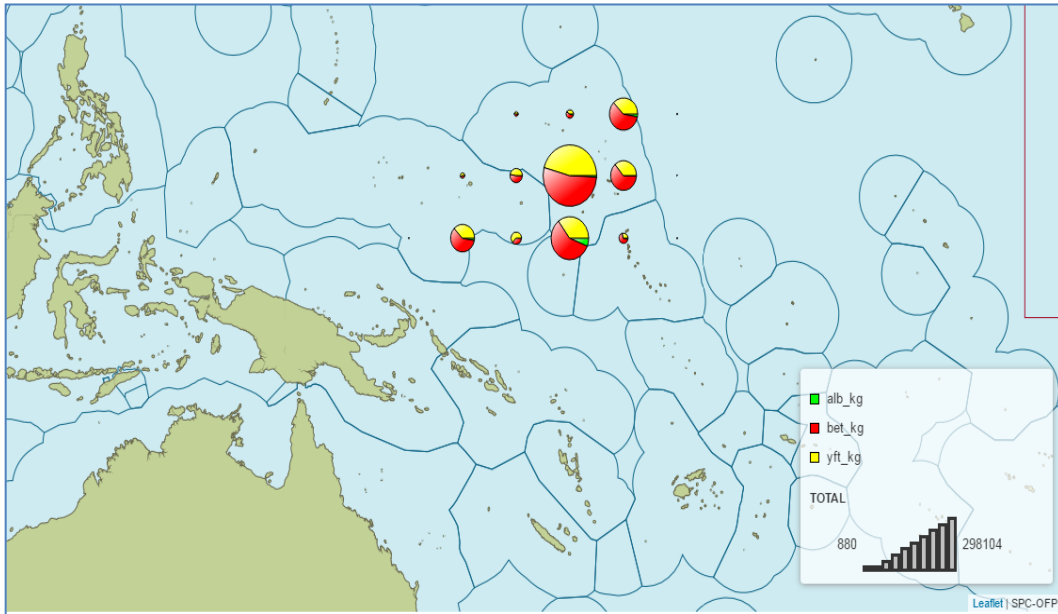 alb_kg
bet_kg
yft_kg
TOTAL
880 298104
Leaflet | SPC-OFP